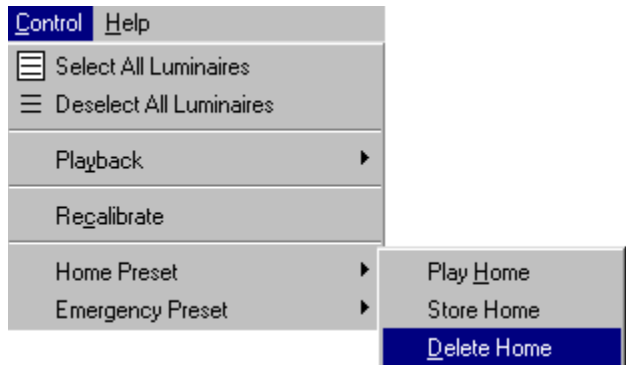 Control Help
Select All Luminaires
Deselect All Luminaires
Playback
Recalibrate
Home Preset
Play Home
Emergency Preset
Store Home
Delete Home